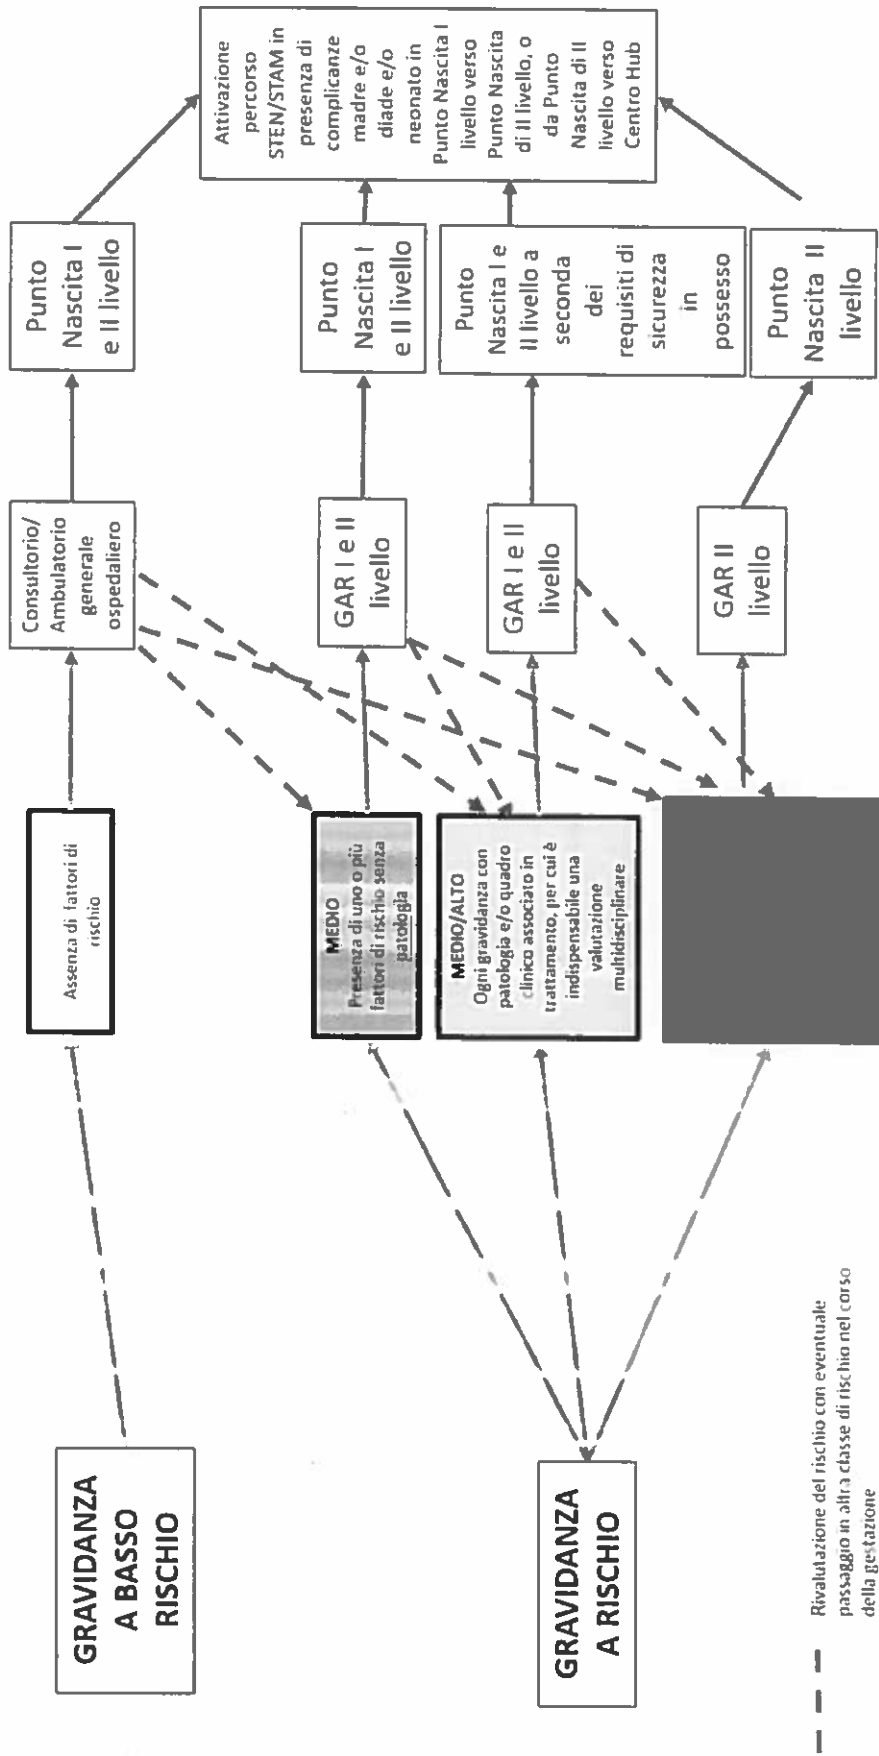 GRAVIDANZA
A BASSO
RISCHIO
Assenza di fattori di
rischio
Consultorio/
Ambulatorio
generale
ospedaliero
Punto
Nascita I
e II livello
Attivazione
percorso
STEN/STAM in
presenza di
complicanze
madre e/o
diade e/o
neonato in
Punto Nascita I
livello verso
Punto Nascita
di II livello, o
da Punto
Nascita di II
livello verso
Centro Hub
GRAVIDANZA
A RISCHIO
MEDIO
Presenza di uno o più
fattori di rischio senza
patologia
GAR I e II
livello
Punto
Nascita I
e II livello
MEDIO/ALTO
Ogni gravidanza con
patologia e/o quadro
clinico associato in
trattamento, per cui è
indispensabile una
valutazione
multidisciplinare
GAR I e II
livello
Punto
Nascita I e
II livello a
seconda
dei
requisiti di
sicurezza
in
possesso
GAR II
livello
Punto
Nascita II
livello
Rivalutazione del rischio con eventuale
passaggio in altra classe di rischio nel corso
della gestazione